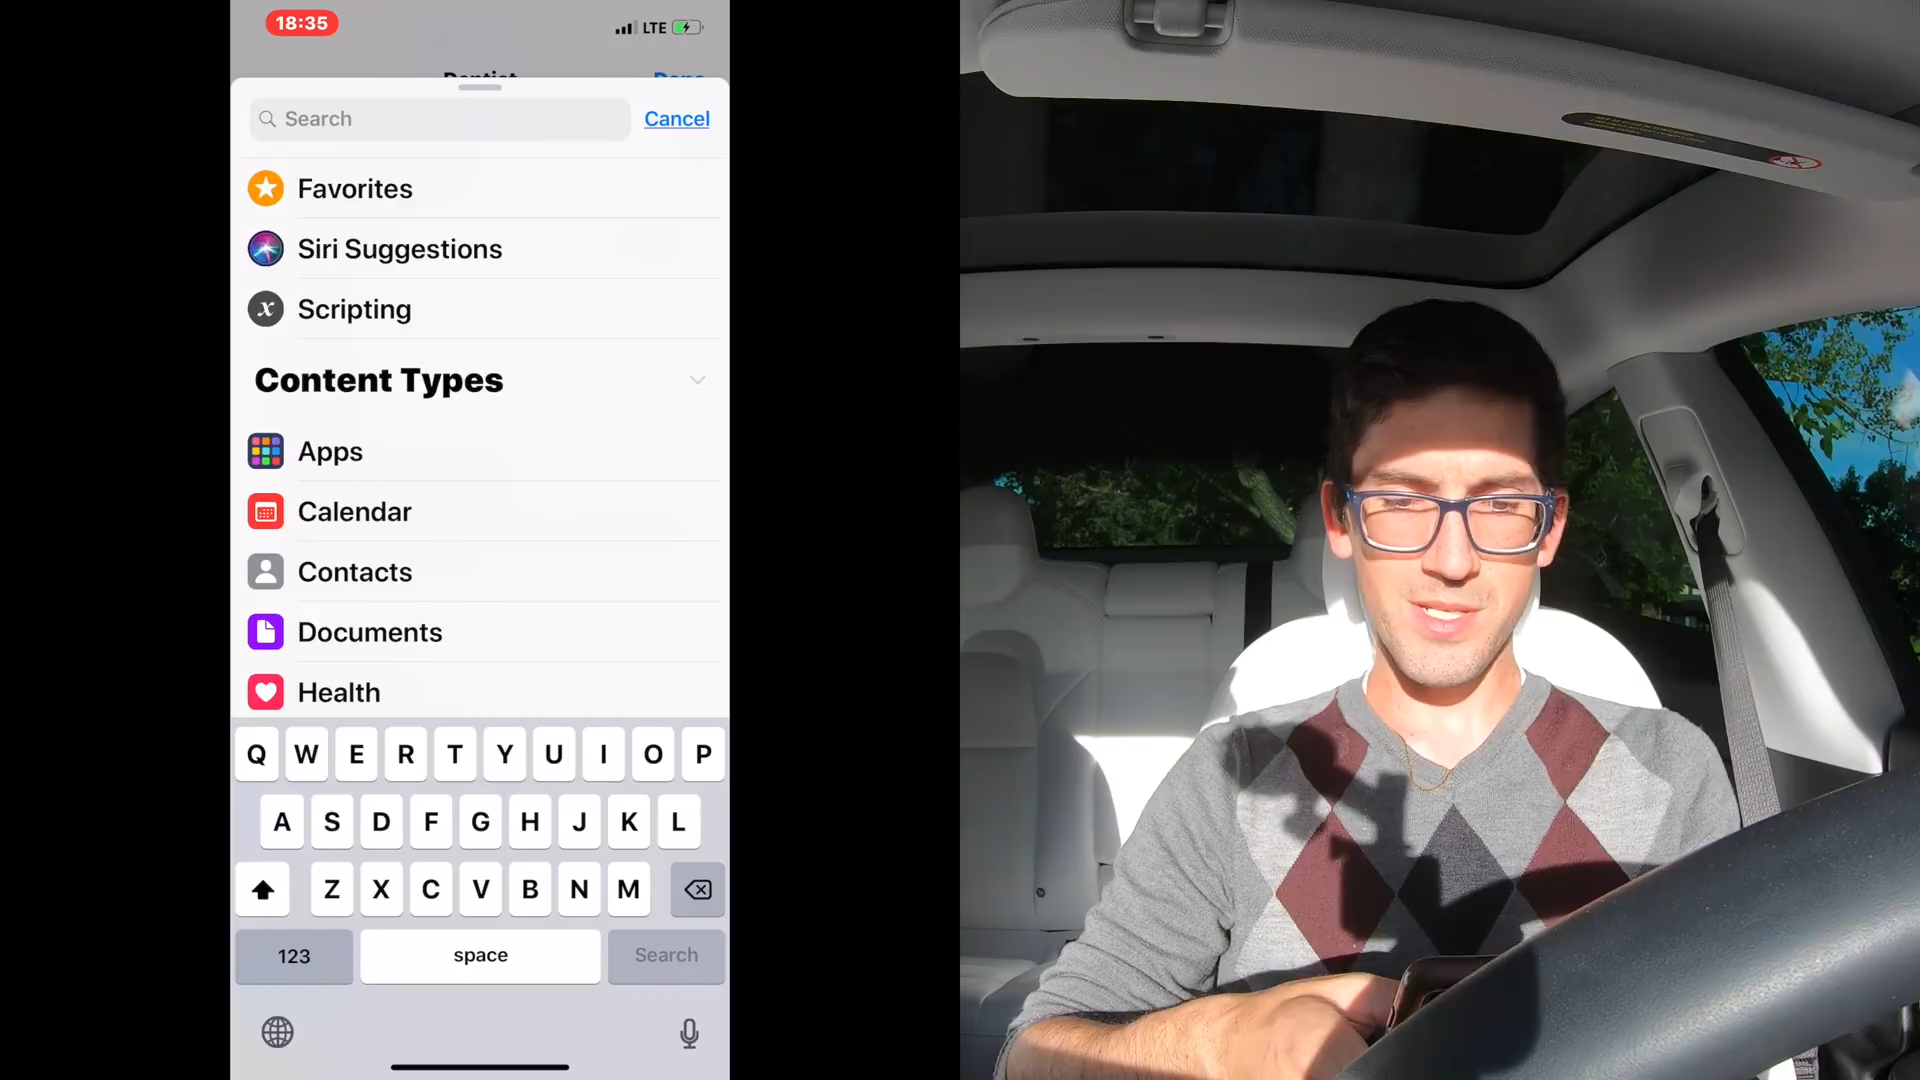 18:35
LTE
Search
Cancel
Favorites
Siri Suggestions
Scripting
Content Types
Apps
Calendar
Contacts
Documents
Health
Q W E R T Y U I O P
A S D F G H J K L
Z X C V B N M
123
space
Search